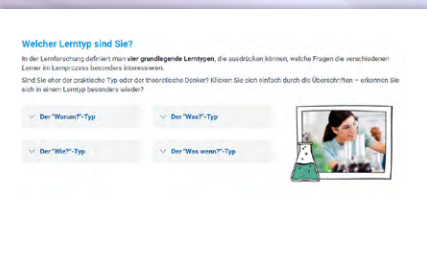 Welcher Lerntyp sind Sie?
In der Lernforschung definiert man vier grundlegende Lerntypen, die ausdrücken können, welche Fragen die verschiedenen
Lerner im Lernprozess besonders interessieren.
Sind Sie eher der praktische Typ oder der theoretische Denker? Klicken Sie sich einfach durch die Überschriften – erkennen Sie
sich in einem Lerntyp besonders wieder?
Der "Warum?"-Typ
Der "Was?"-Typ
Der "Wie?"-Typ
Der "Was wenn?"-Typ